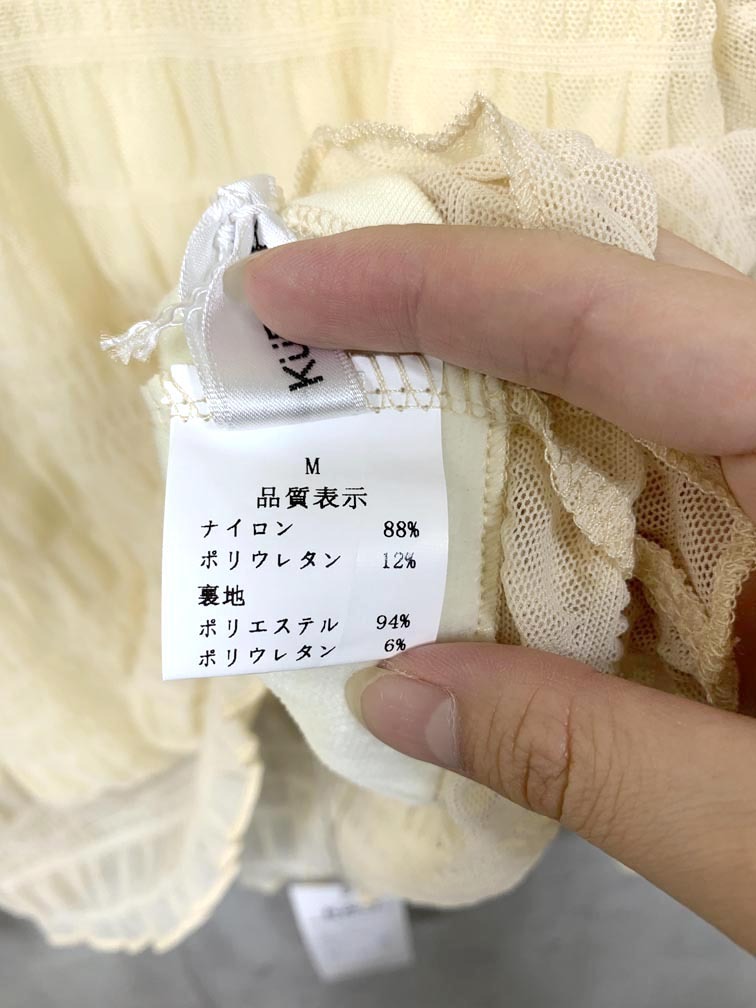 M
品質表示
ナイロン 88%
ポリウレタン 12%
裏地
ポリエステル 94%
ポリウレタン 6%